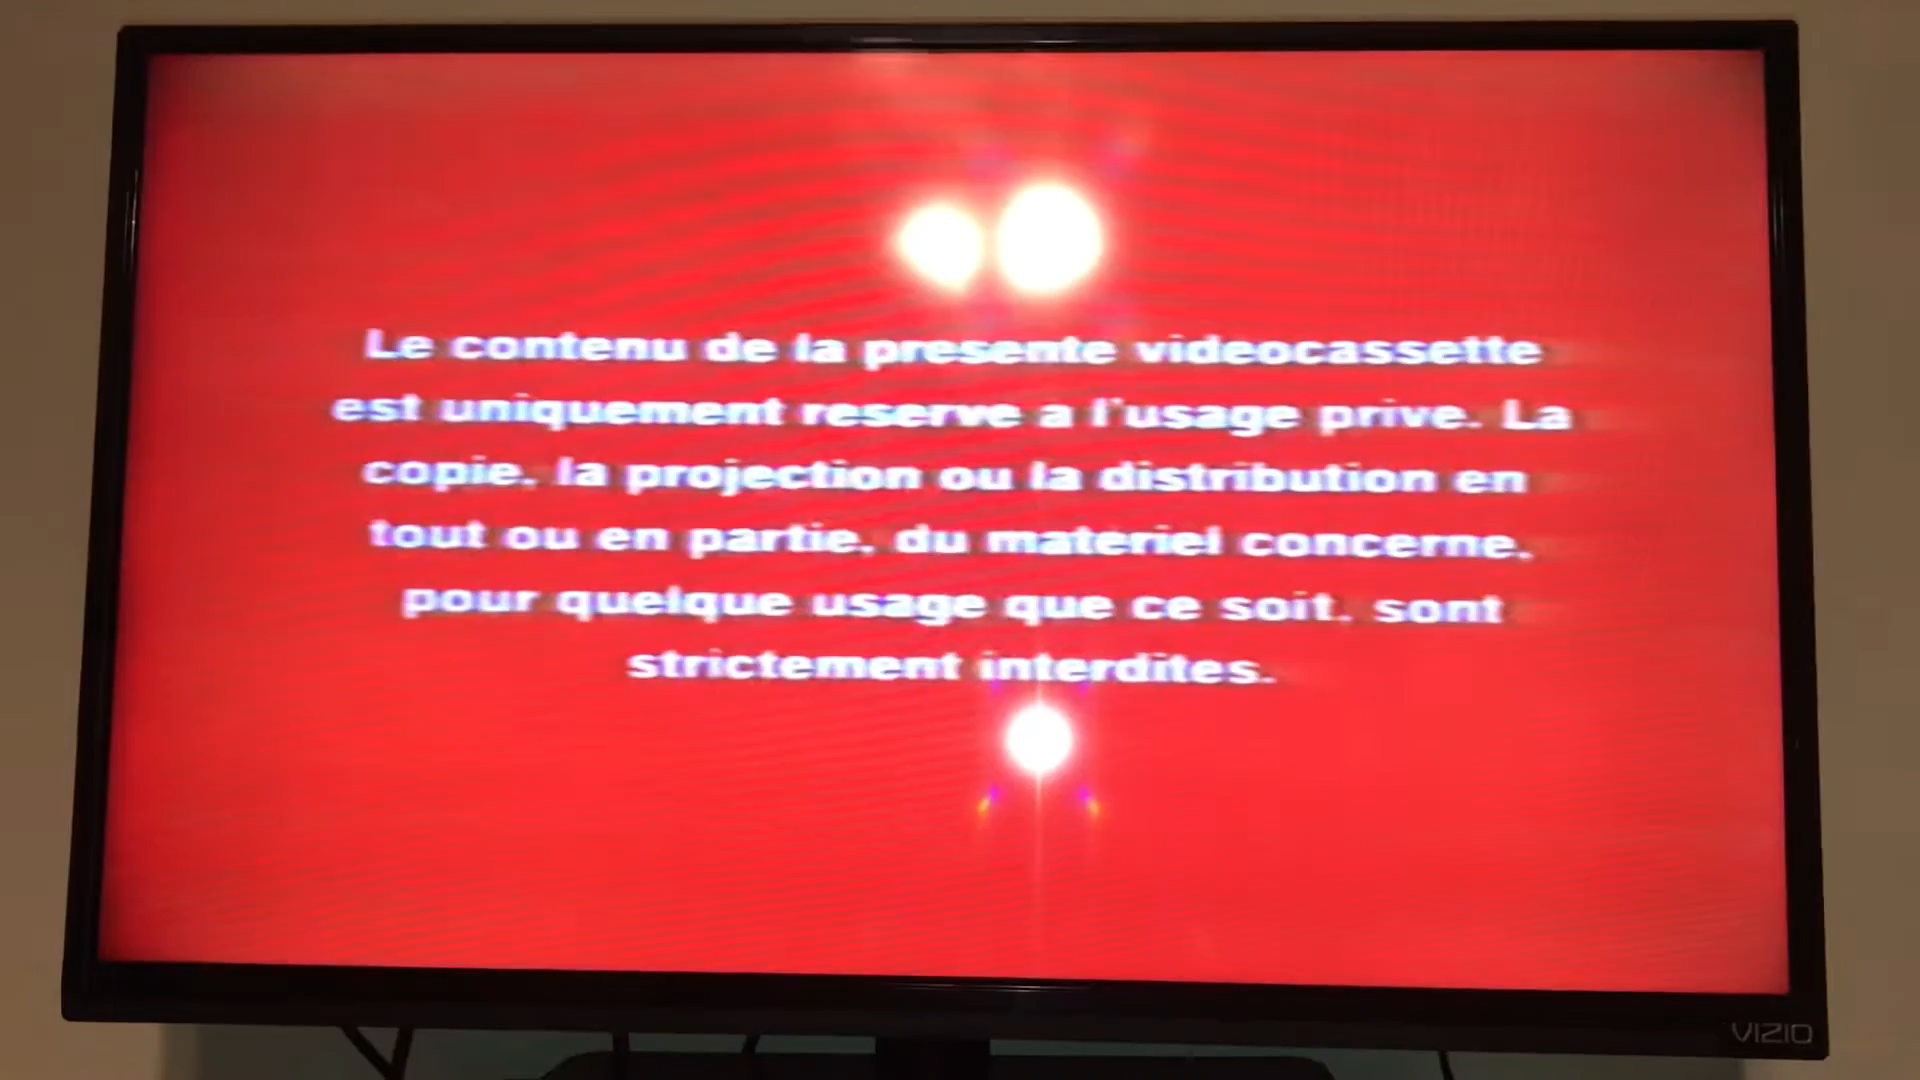 Le contenu de la presente videocassette
est uniquement reserve a l'usage prive. La
copie, la projection ou la distribution en
tout ou en partie, du materiel concerne,
pour quelque usage que ce soit, sont
strictement interdites.
VIZIO